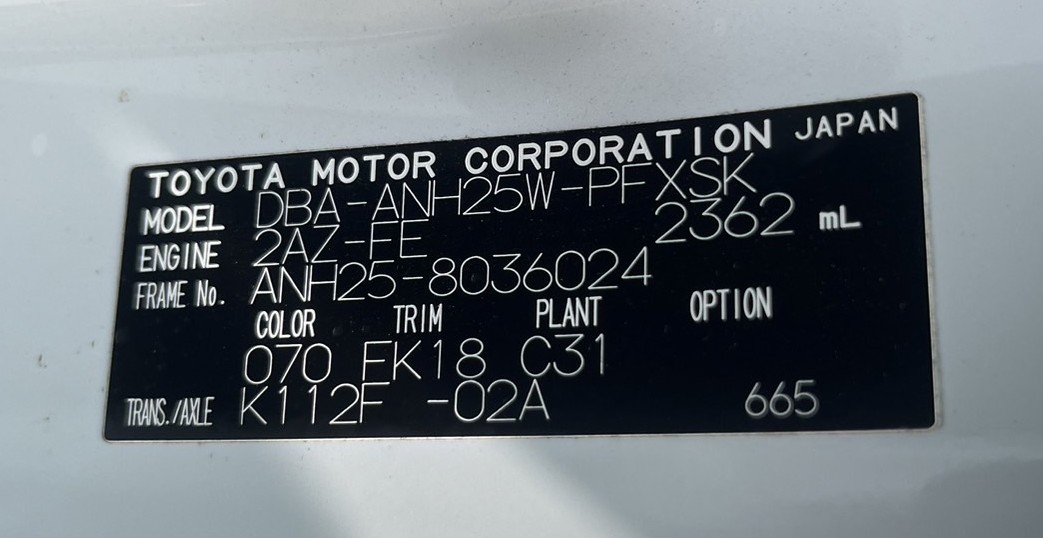 TOYOTA MOTOR CORPORATION JAPAN
MODEL DBA-ANH25W-PFXSK
ENGINE 2AZ-FE 2362 mL
FRAME No. ANH25-8036024
COLOR TRIM PLANT OPTION
070 FK18 C31
TRANS./AXLE K112F -02A 665